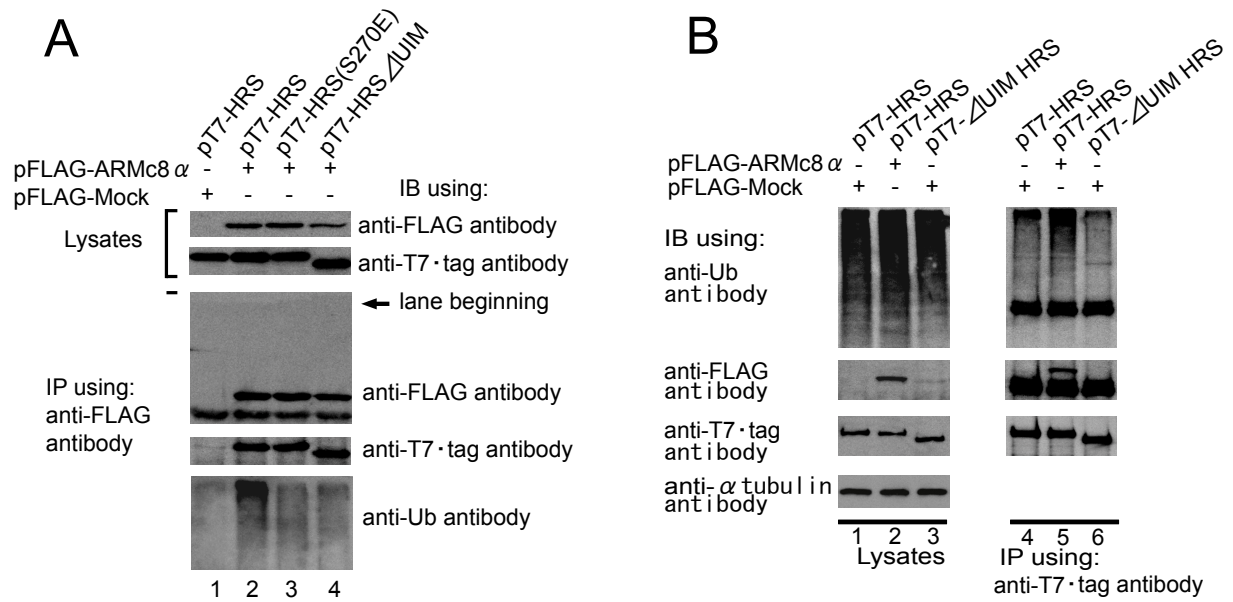 A
pT7-HRS
pT7-HRS
pT7-HRS(S270E)
pT7-HRS⊿UIM
pFLAG-ARMc8α - + + +
pFLAG-Mock + - - -
IB using:
Lysates
anti-FLAG antibody
anti-T7・tag antibody
lane beginning
IP using:
anti-FLAG
antibody
anti-FLAG antibody
anti-T7・tag antibody
anti-Ub antibody
1 2 3 4
B
pT7-HRS
pT7-HRS
pT7-⊿UIM HRS
pT7-HRS
pT7-HRS
pT7-⊿UIM HRS
pFLAG-ARMc8α - + - - + -
pFLAG-Mock + - + + - +
IB using:
anti-Ub
antibody
anti-FLAG
antibody
anti-T7・tag
antibody
anti-αtubulin
antibody
1 2 3 4 5 6
Lysates IP using:
anti-T7・tag antibody